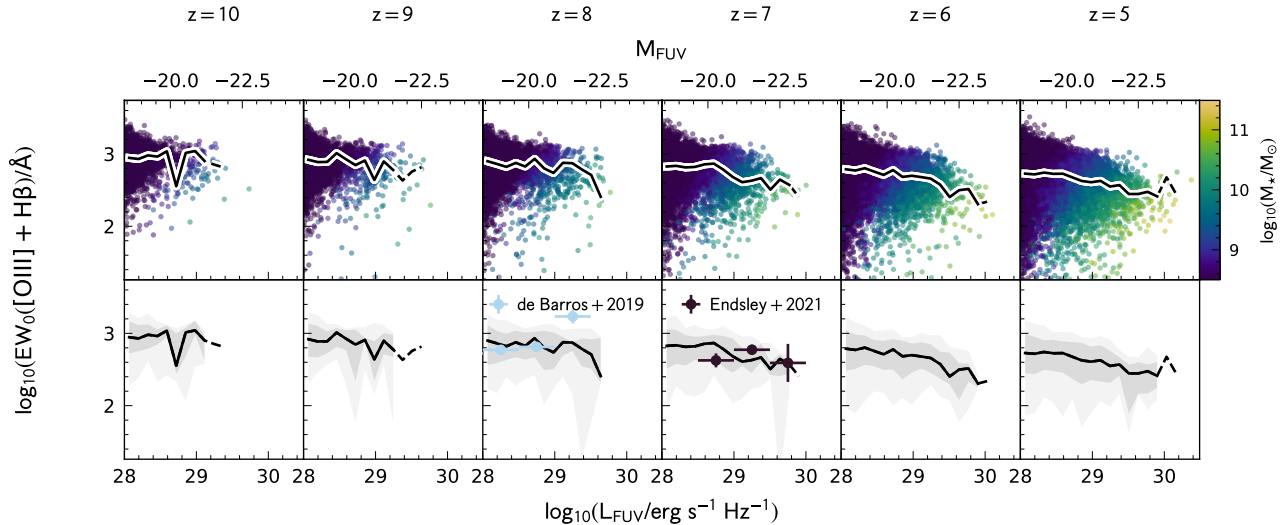 z = 10 z = 9 z = 8 z = 7 z = 6 z = 5
M_FUV
−20.0 −22.5 −20.0 −22.5 −20.0 −22.5 −20.0 −22.5 −20.0 −22.5 −20.0 −22.5
3
2
11
10
9
log₁₀(M⋆/M⊙)
log₁₀(EW₀([OIII] + Hβ)/Å)
de Barros + 2019 Endsley + 2021
3
2
28 29 30 28 29 30 28 29 30 28 29 30 28 29 30 28 29 30
log₁₀(L_FUV/erg s⁻¹ Hz⁻¹)